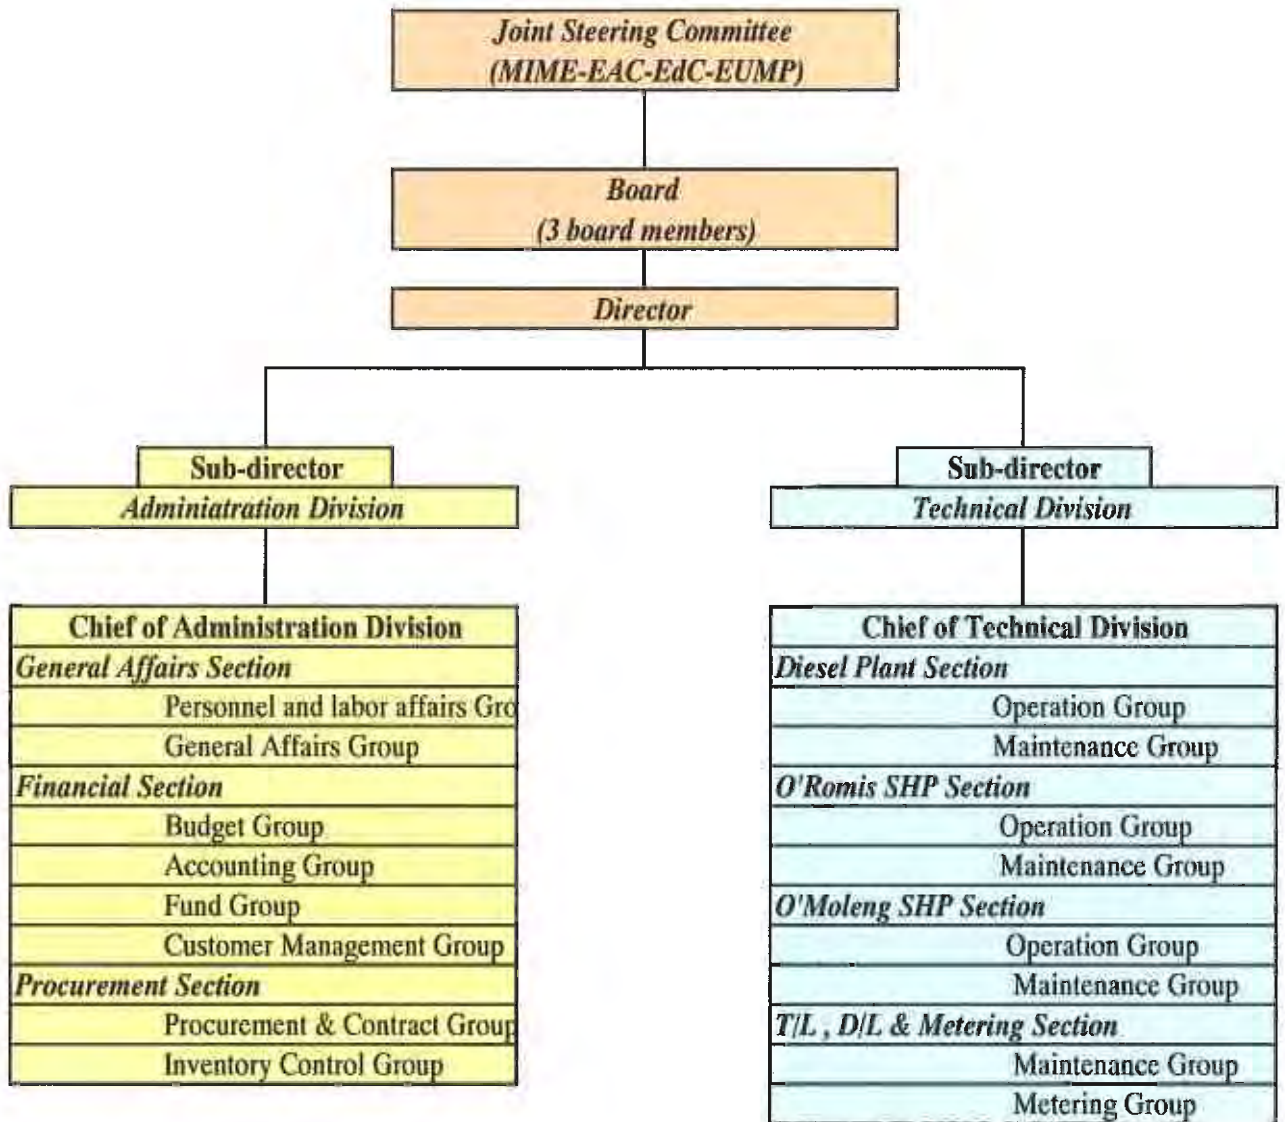 Joint Steering Committee
(MIME-EAC-EdC-EUMP)
Board
(3 board members)
Director
Sub-director
Adminiatration Division
Chief of Administration Division
General Affairs Section
Personnel and labor affairs Gro
General Affairs Group
Financial Section
Budget Group
Accounting Group
Fund Group
Customer Management Group
Procurement Section
Procurement & Contract Group
Inventory Control Group
Sub-director
Technical Division
Chief of Technical Division
Diesel Plant Section
Operation Group
Maintenance Group
O'Romis SHP Section
Operation Group
Maintenance Group
O'Moleng SHP Section
Operation Group
Maintenance Group
T/L , D/L & Metering Section
Maintenance Group
Metering Group